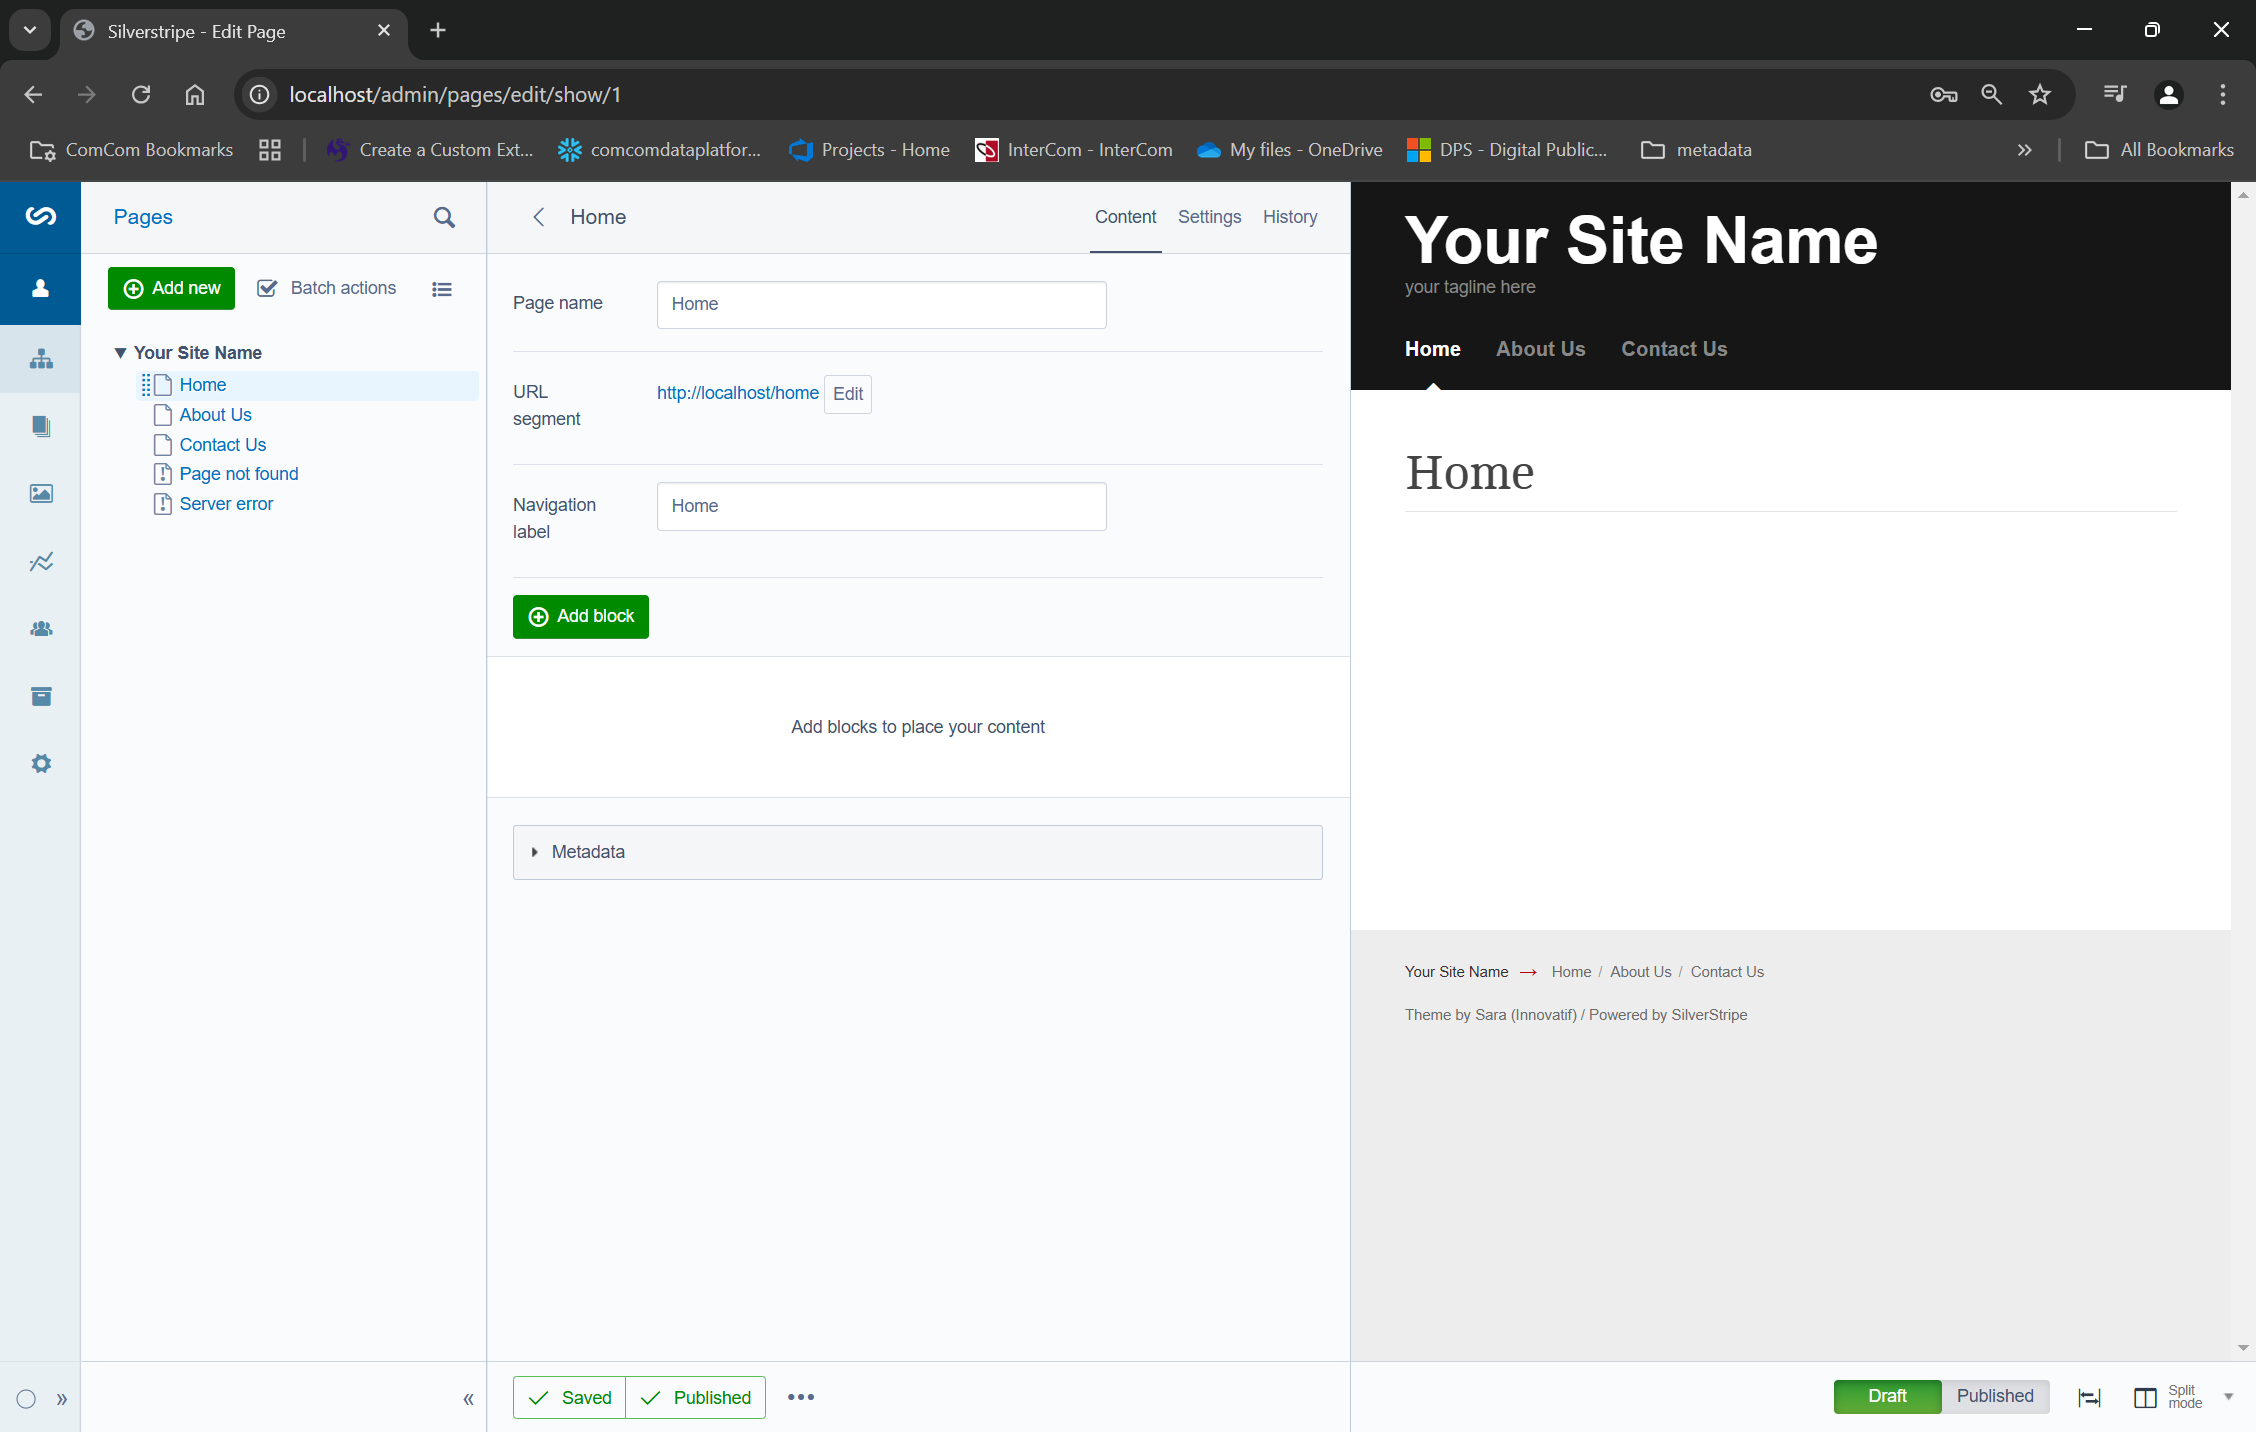 Silverstripe - Edit Page
localhost/admin/pages/edit/show/1
ComCom Bookmarks
Create a Custom Ext...
comcomdataplatfor...
Projects - Home
InterCom - InterCom
My files - OneDrive
DPS - Digital Public...
metadata
All Bookmarks
Pages
Add new
Batch actions
Your Site Name
Home
About Us
Contact Us
Page not found
Server error
Home
Content
Settings
History
Page name
Home
URL
segment
http://localhost/home
Edit
Navigation
label
Home
Add block
Add blocks to place your content
Metadata
Saved
Published
Your Site Name
your tagline here
Home
About Us
Contact Us
Home
Your Site Name → Home / About Us / Contact Us
Theme by Sara (Innovatif) / Powered by SilverStripe
Draft
Published
Split
mode